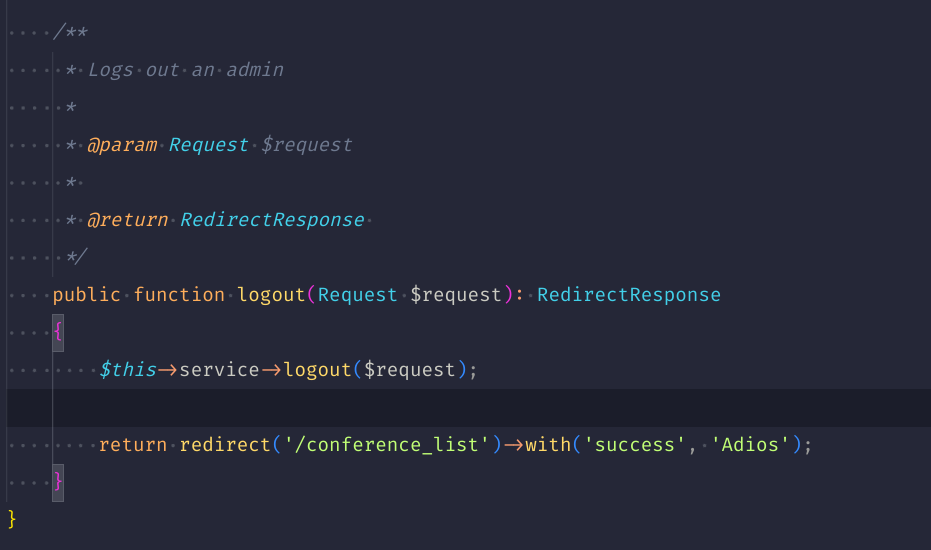 /**
* Logs out an admin
*
* @param Request $request
*
* @return RedirectResponse
*/
public function logout(Request $request): RedirectResponse
{
$this->service->logout($request);
return redirect('/conference_list')->with('success', 'Adios');
}
}